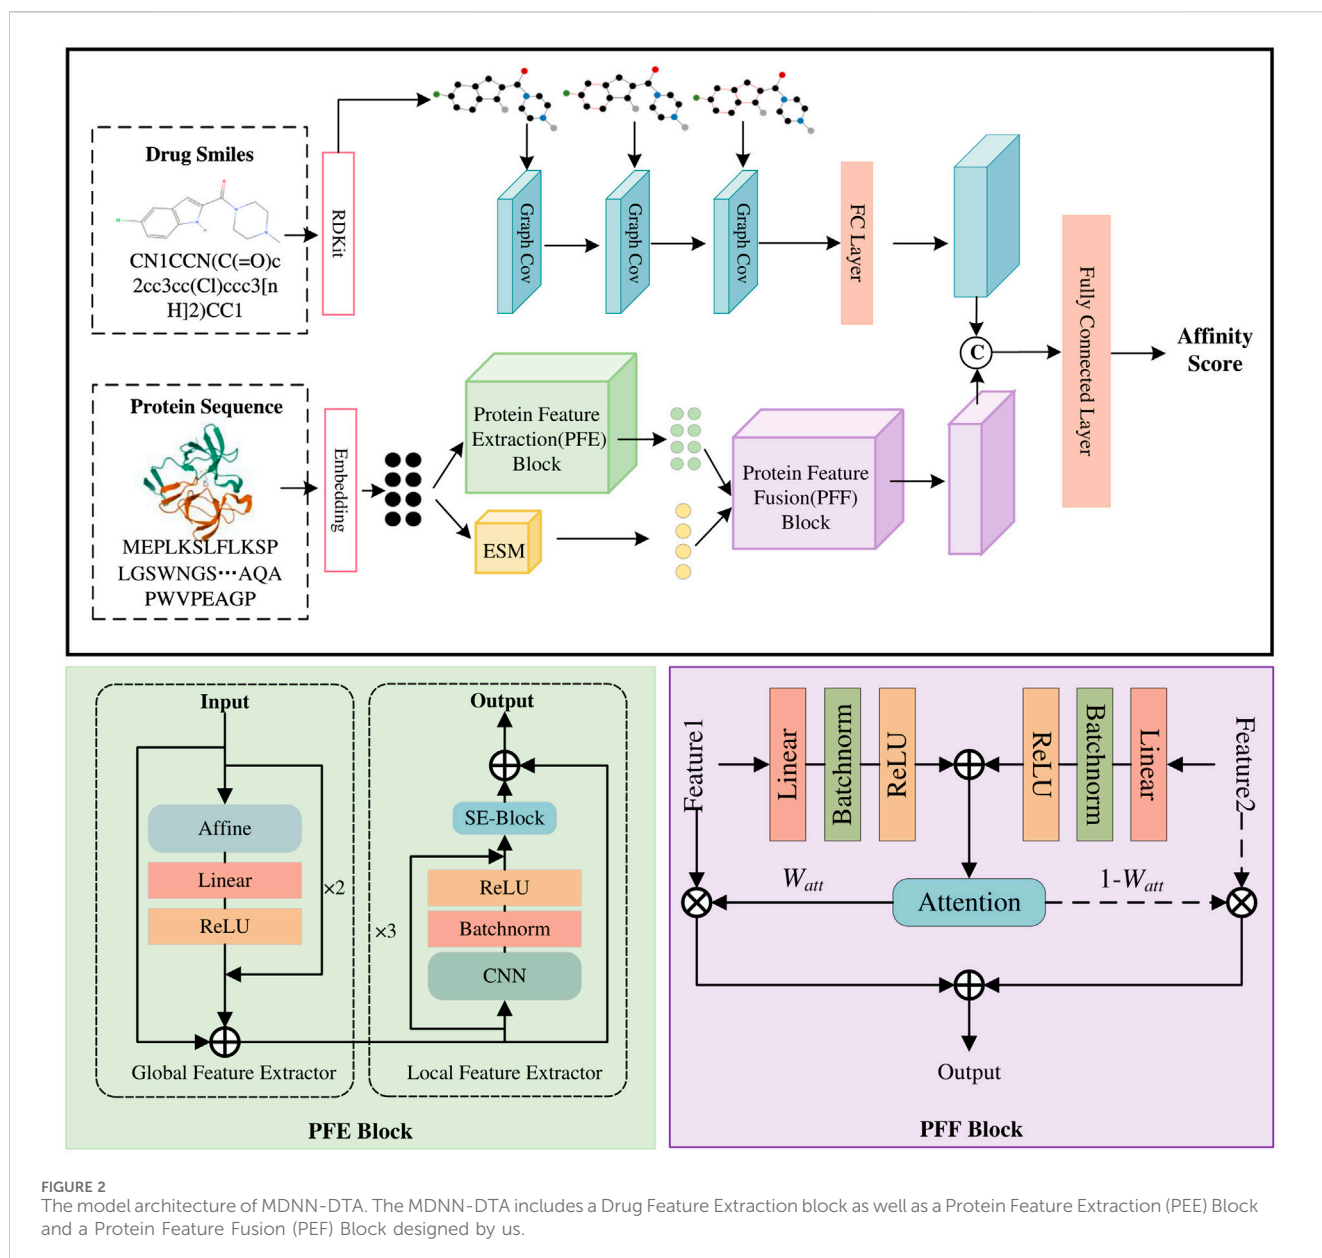 Drug Smiles
CN1CCN(C(=O)c
2cc3cc(Cl)ccc3[n
H]2)CC1
RDKit
Graph Cov
Graph Cov
Graph Cov
FC Layer
Protein Sequence
MEPLKSLFLKSP
LGSWNGS···AQA
PWVPEAGP
Embedding
Protein Feature
Extraction(PFE)
Block
ESM
Protein Feature
Fusion(PFF)
Block
C
Fully Connected Layer
Affinity
Score
Input
Affine
Linear
ReLU
×2
Global Feature Extractor
Output
SE-Block
ReLU
Batchnorm
CNN
×3
Local Feature Extractor
PFE Block
Feature1
Linear
Batchnorm
ReLU
ReLU
Batchnorm
Linear
Feature2
Watt
Attention
1-Watt
Output
PFF Block
FIGURE 2
The model architecture of MDNN-DTA. The MDNN-DTA includes a Drug Feature Extraction block as well as a Protein Feature Extraction (PEE) Block
and a Protein Feature Fusion (PEF) Block designed by us.